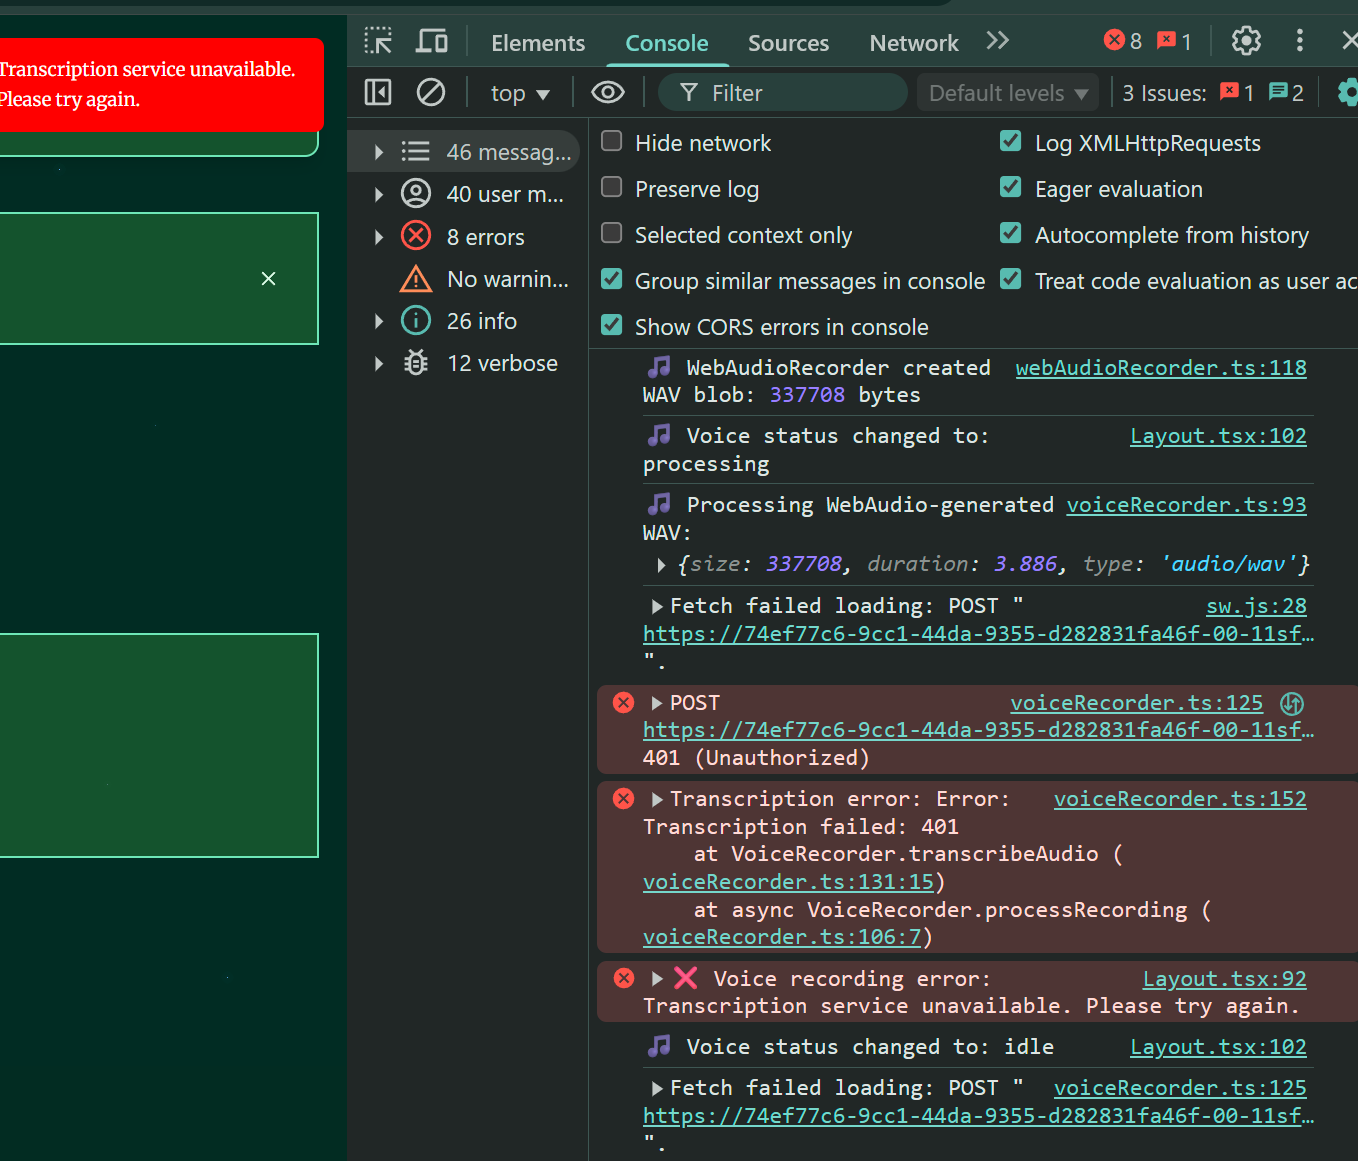 Transcription service unavailable.
Please try again.
Elements
Console
Sources
Network
8
1
top
Filter
Default levels
3 Issues:
1
2
46 messag...
40 user m...
8 errors
No warnin...
26 info
12 verbose
Hide network
Log XMLHttpRequests
Preserve log
Eager evaluation
Selected context only
Autocomplete from history
Group similar messages in console
Treat code evaluation as user ac
Show CORS errors in console
🎵 WebAudioRecorder created webAudioRecorder.ts:118
WAV blob: 337708 bytes
🎵 Voice status changed to: Layout.tsx:102
processing
🎵 Processing WebAudio-generated voiceRecorder.ts:93
WAV:
{size: 337708, duration: 3.886, type: 'audio/wav'}
Fetch failed loading: POST " sw.js:28
https://74ef77c6-9cc1-44da-9355-d282831fa46f-00-11sf…
".
POST voiceRecorder.ts:125
https://74ef77c6-9cc1-44da-9355-d282831fa46f-00-11sf…
401 (Unauthorized)
Transcription error: Error: voiceRecorder.ts:152
Transcription failed: 401
at VoiceRecorder.transcribeAudio (
voiceRecorder.ts:131:15)
at async VoiceRecorder.processRecording (
voiceRecorder.ts:106:7)
❌ Voice recording error: Layout.tsx:92
Transcription service unavailable. Please try again.
🎵 Voice status changed to: idle Layout.tsx:102
Fetch failed loading: POST " voiceRecorder.ts:125
https://74ef77c6-9cc1-44da-9355-d282831fa46f-00-11sf…
".